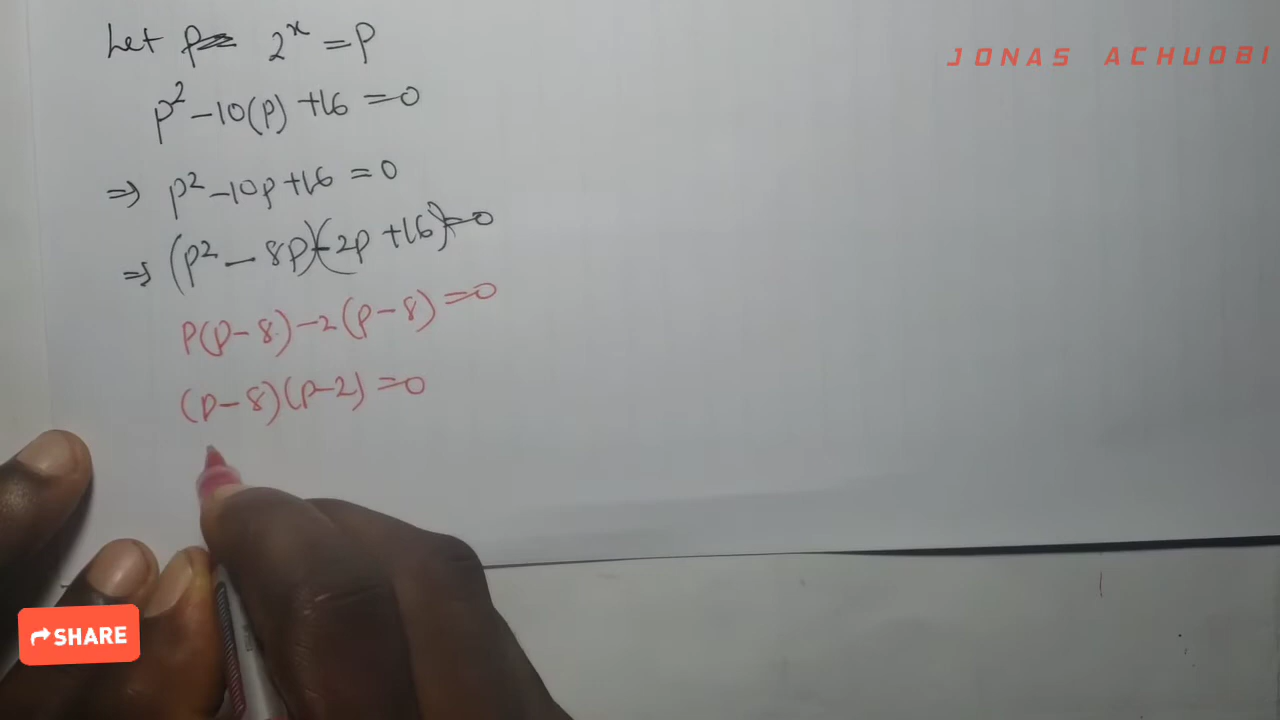 Let 2^x = P
JONAS ACHUOBI
P² - 10(P) + 16 = 0
⇒ P² - 10P + 16 = 0
⇒ (P² - 8P)(-2P + 16) = 0
P(P - 8) - 2(P - 8) = 0
(P - 8)(P - 2) = 0
SHARE